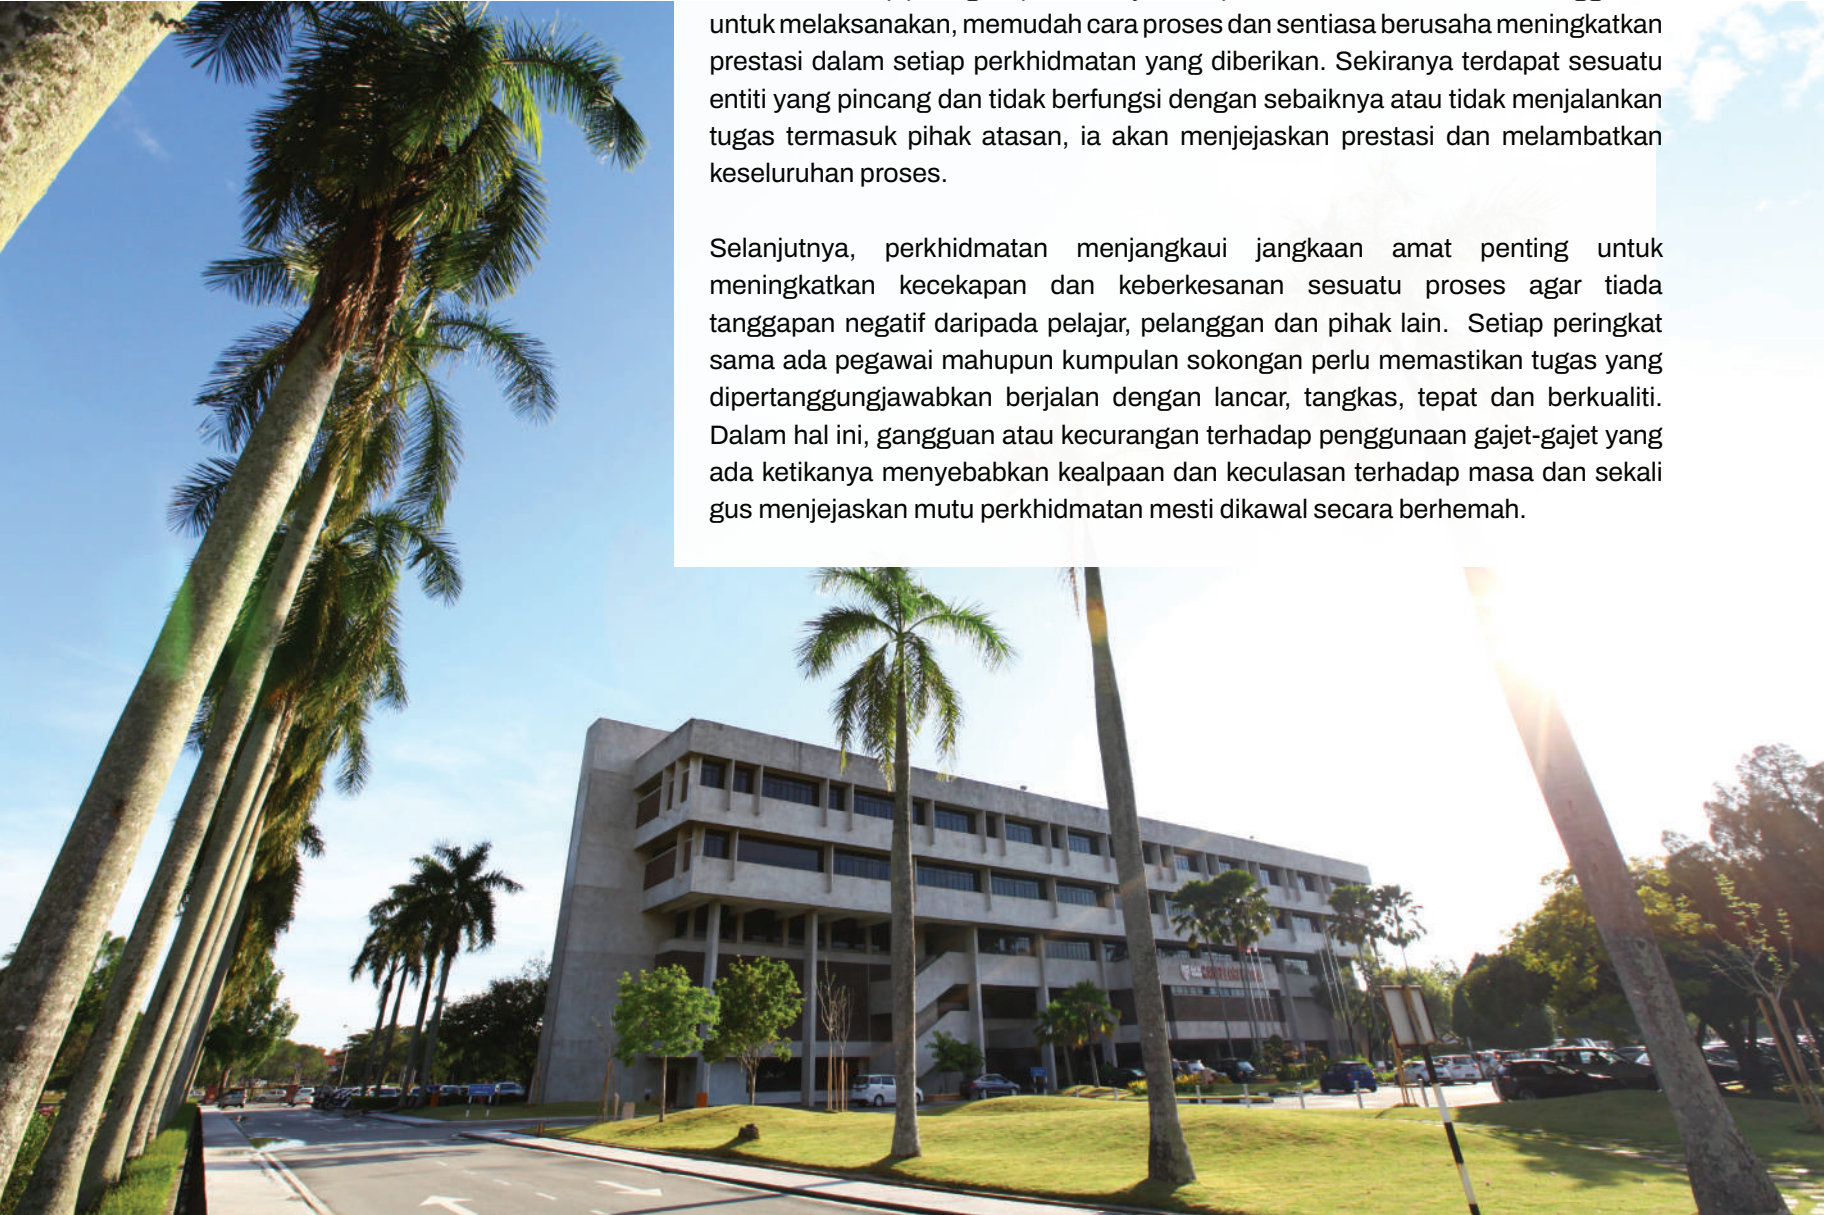 untuk melaksanakan, memudah cara proses dan sentiasa berusaha meningkatkan
prestasi dalam setiap perkhidmatan yang diberikan. Sekiranya terdapat sesuatu
entiti yang pincang dan tidak berfungsi dengan sebaiknya atau tidak menjalankan
tugas termasuk pihak atasan, ia akan menjejaskan prestasi dan melambatkan
keseluruhan proses.
Selanjutnya, perkhidmatan menjangkaui jangkaan amat penting untuk
meningkatkan kecekapan dan keberkesanan sesuatu proses agar tiada
tanggapan negatif daripada pelajar, pelanggan dan pihak lain. Setiap peringkat
sama ada pegawai mahupun kumpulan sokongan perlu memastikan tugas yang
dipertanggungjawabkan berjalan dengan lancar, tangkas, tepat dan berkualiti.
Dalam hal ini, gangguan atau kecurangan terhadap penggunaan gajet-gajet yang
ada ketikanya menyebabkan kealpaan dan keculasan terhadap masa dan sekali
gus menjejaskan mutu perkhidmatan mesti dikawal secara berhemah.